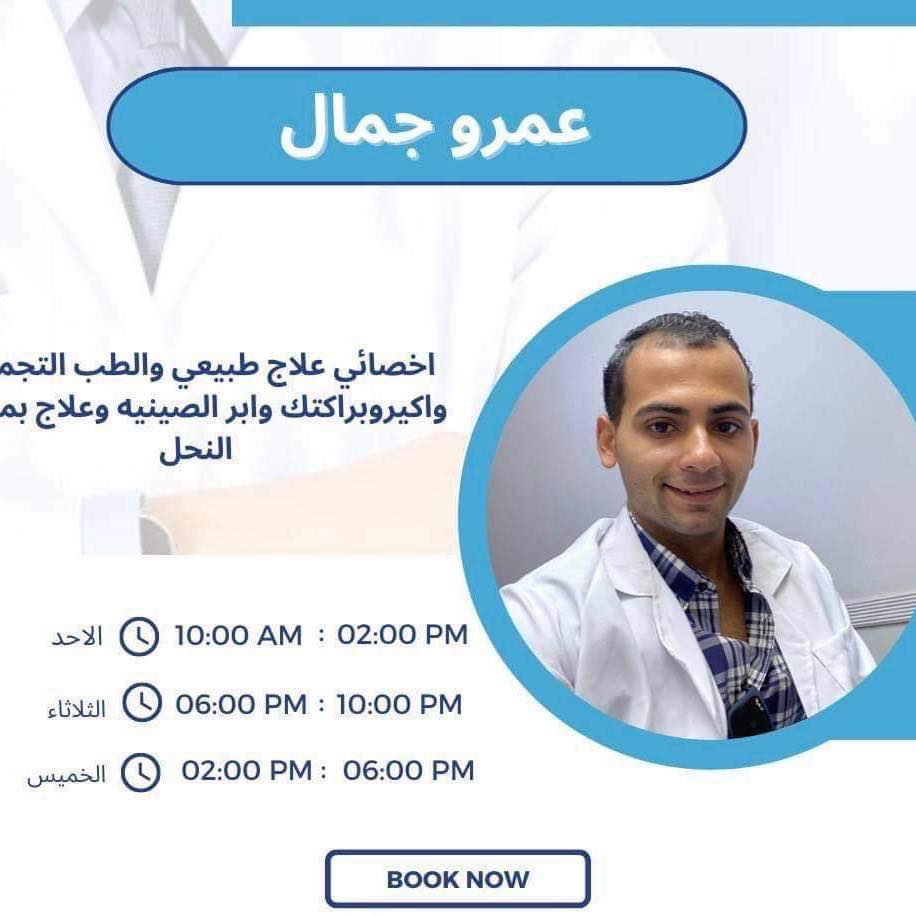 عمرو جمال
اخصائي علاج طبيعي والطب
واكيروبراكتك وابر الصينيه وعلاج
النحل
الاحد 10:00 AM : 02:00 PM
الثلاثاء 06:00 PM : 10:00 PM
الخميس 02:00 PM : 06:00 PM
BOOK NOW